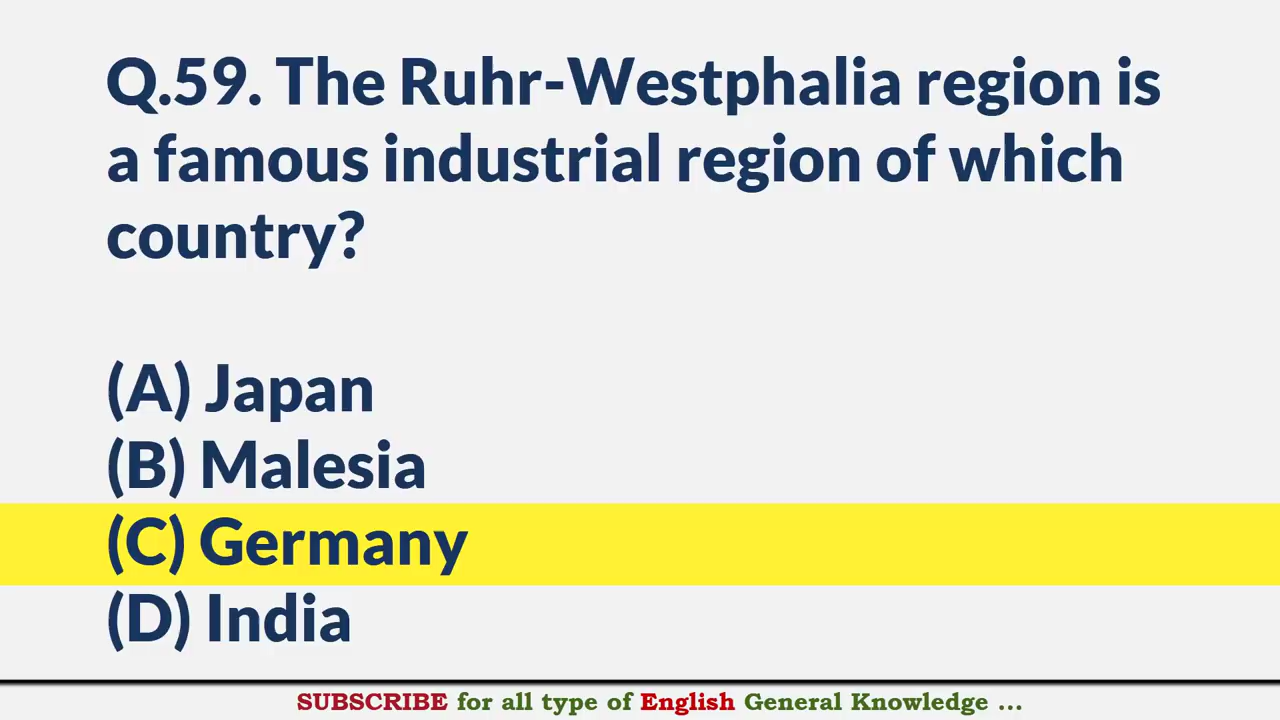 Q.59. The Ruhr-Westphalia region is
a famous industrial region of which
country?
(A) Japan
(B) Malesia
(C) Germany
(D) India
SUBSCRIBE for all type of English General Knowledge ...